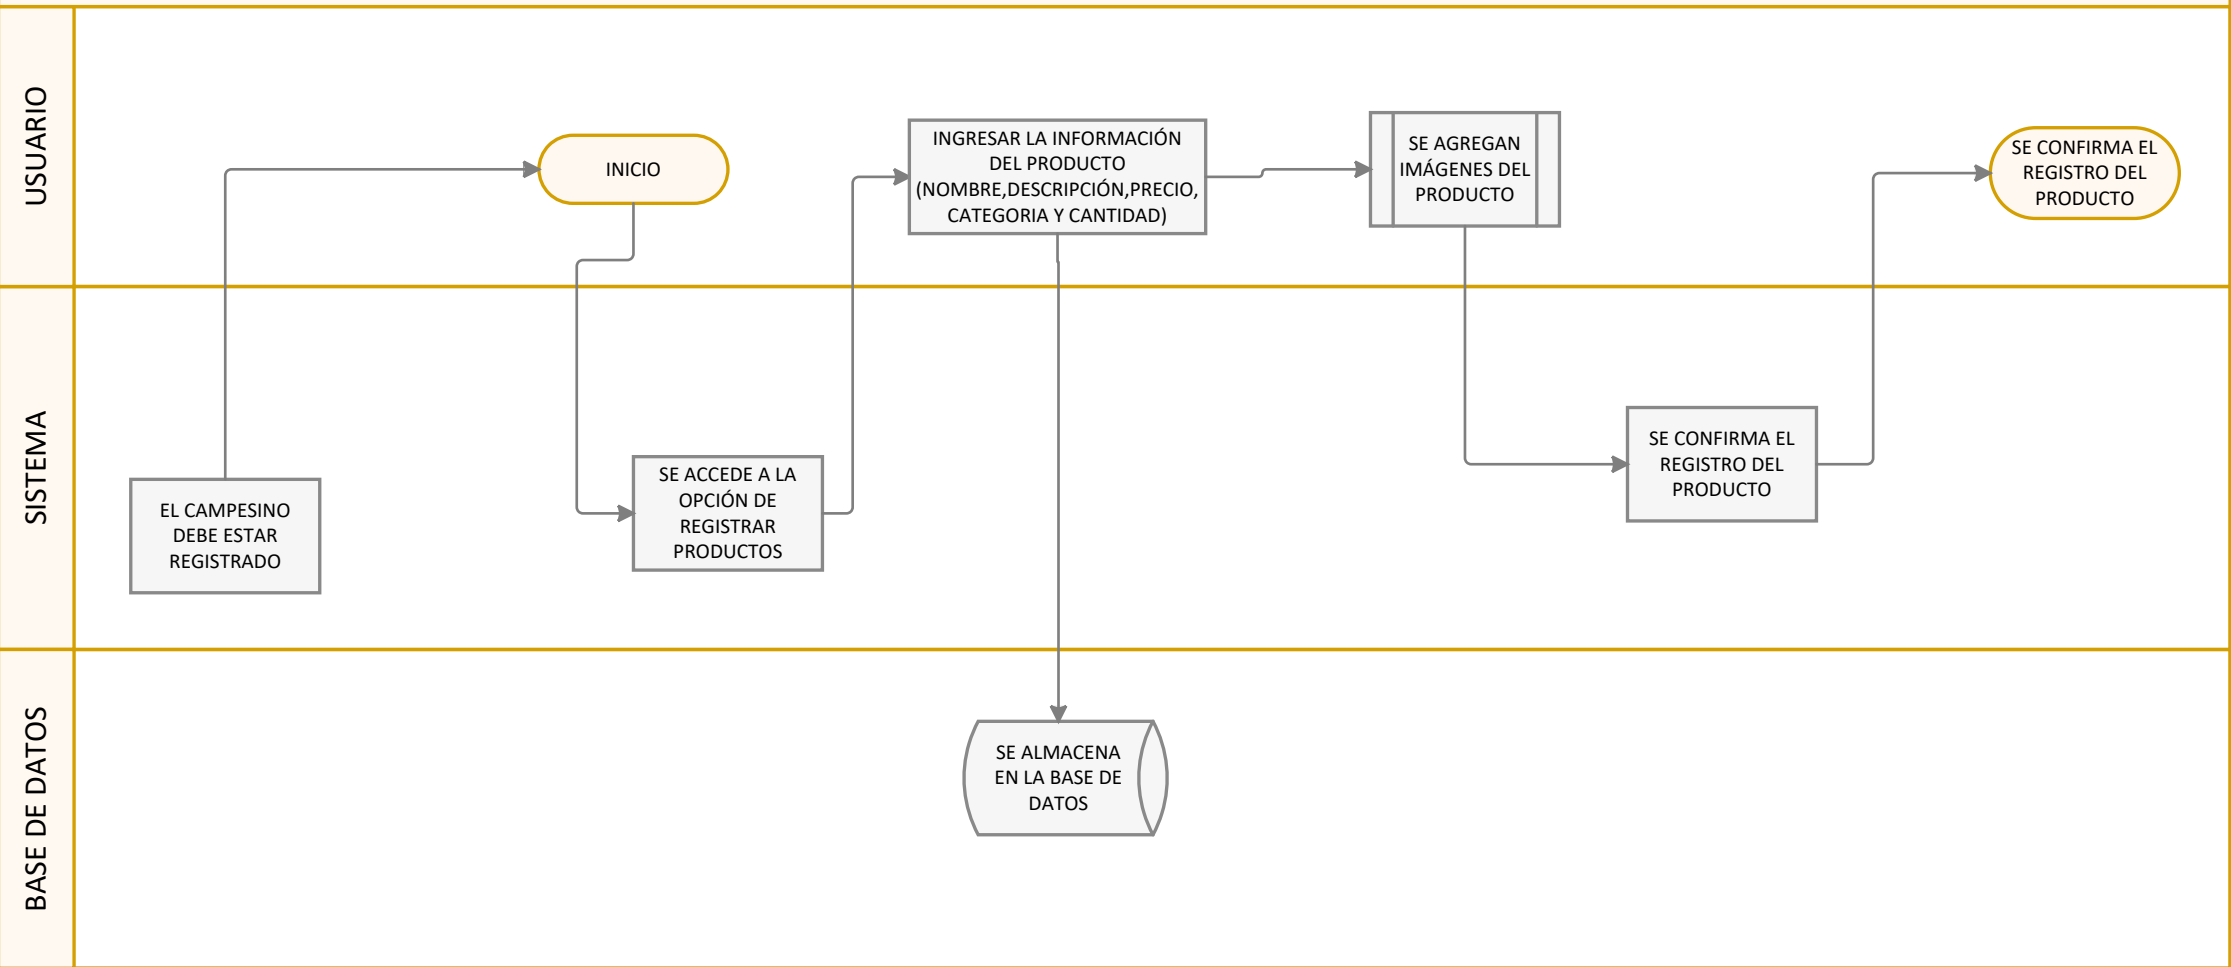 USUARIO
INICIO
INGRESAR LA INFORMACIÓN
DEL PRODUCTO
(NOMBRE,DESCRIPCIÓN,PRECIO,
CATEGORIA Y CANTIDAD)
SE AGREGAN
IMÁGENES DEL
PRODUCTO
SE CONFIRMA EL
REGISTRO DEL
PRODUCTO
SISTEMA
EL CAMPESINO
DEBE ESTAR
REGISTRADO
SE ACCEDE A LA
OPCIÓN DE
REGISTRAR
PRODUCTOS
SE CONFIRMA EL
REGISTRO DEL
PRODUCTO
BASE DE DATOS
SE ALMACENA
EN LA BASE DE
DATOS